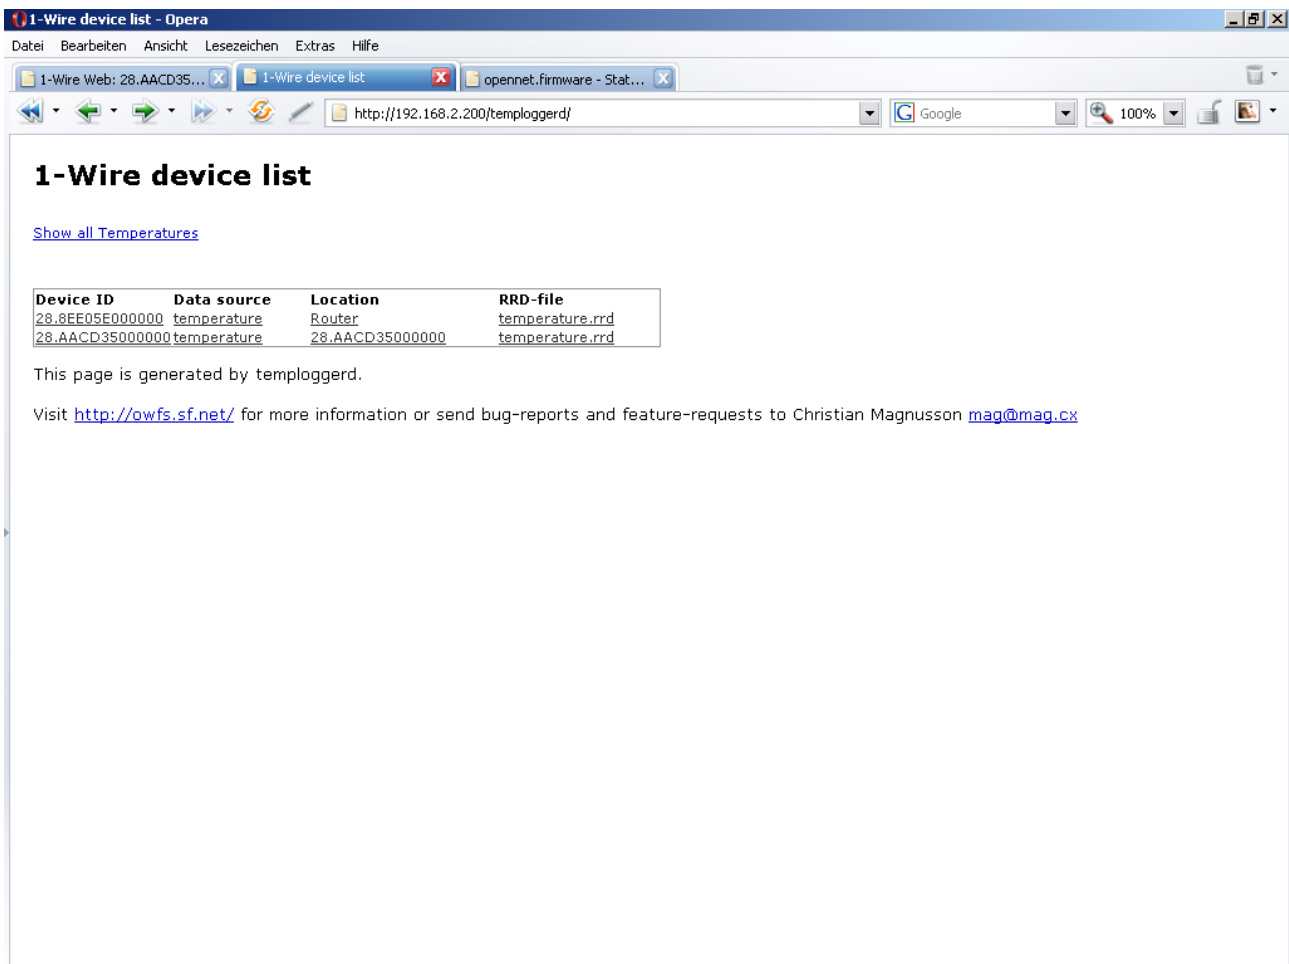 1-Wire device list - Opera
Datei Bearbeiten Ansicht Lesezeichen Extras Hilfe
1-Wire Web: 28.AACD35... 1-Wire device list opennet.firmware - Stat...
http://192.168.2.200/temploggerd/ G Google 100%
1-Wire device list
Show all Temperatures
Device ID Data source Location RRD-file
28.8EE05E000000 temperature Router temperature.rrd
28.AACD35000000 temperature 28.AACD35000000 temperature.rrd
This page is generated by temploggerd.
Visit http://owfs.sf.net/ for more information or send bug-reports and feature-requests to Christian Magnusson mag@mag.cx